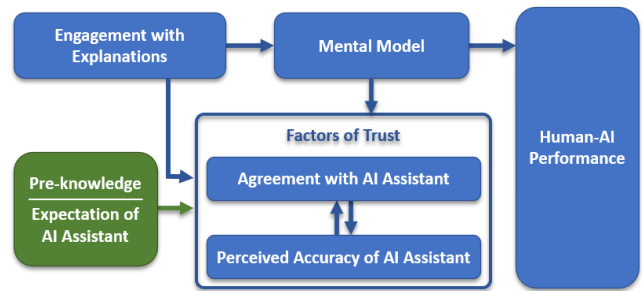 Engagement with
Explanations
Mental Model
Human-AI
Performance
Factors of Trust
Agreement with AI Assistant
Perceived Accuracy of AI Assistant
Pre-knowledge
Expectation of
AI Assistant